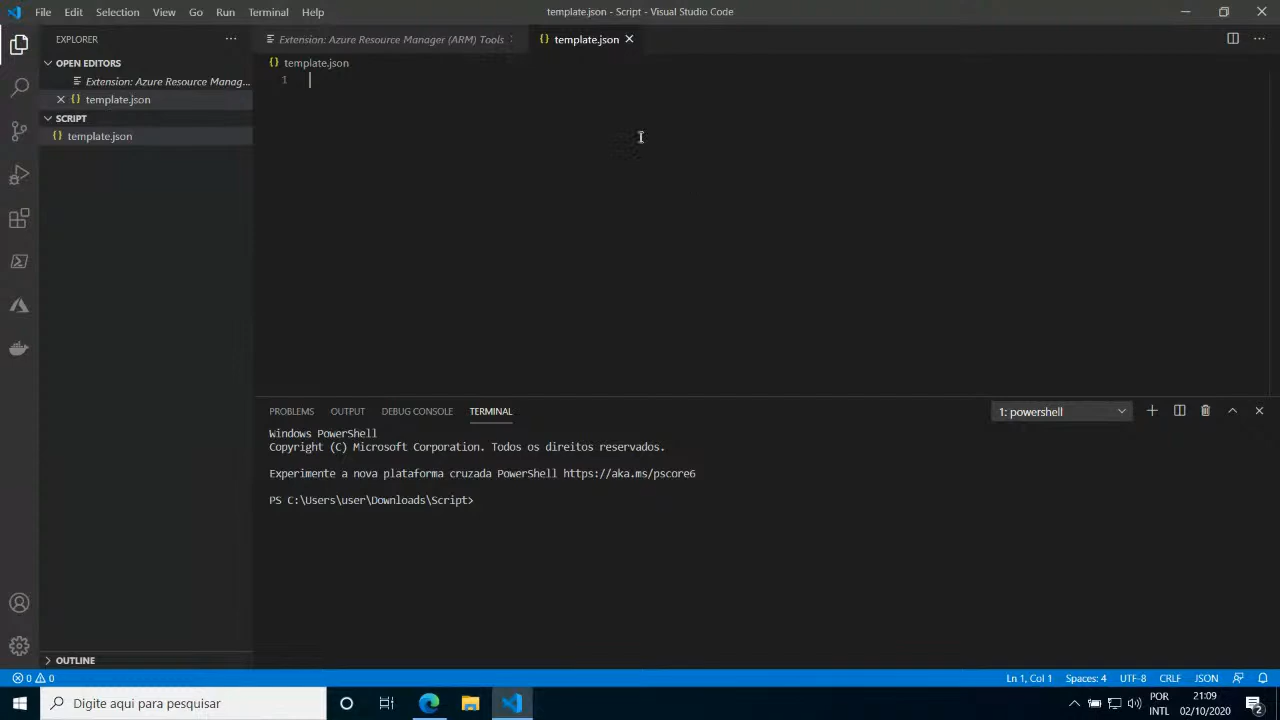 File Edit Selection View Go Run Terminal Help
template.json - Script - Visual Studio Code
EXPLORER
OPEN EDITORS
Extension: Azure Resource Manag...
template.json
SCRIPT
template.json
OUTLINE
Extension: Azure Resource Manager (ARM) Tools
template.json
template.json
1
PROBLEMS OUTPUT DEBUG CONSOLE TERMINAL
1: powershell
Windows PowerShell
Copyright (C) Microsoft Corporation. Todos os direitos reservados.
Experimente a nova plataforma cruzada PowerShell https://aka.ms/pscore6
PS C:\Users\user\Downloads\Script>
0 0
Ln 1, Col 1 Spaces: 4 UTF-8 CRLF JSON
Digite aqui para pesquisar
POR
INTL
21:09
02/10/2020
2